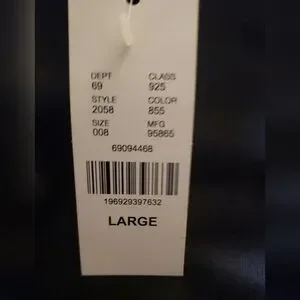 DEPT CLASS
69 925
STYLE COLOR
2058 855
SIZE MFG
008 95865
69094468
196929397632
LARGE